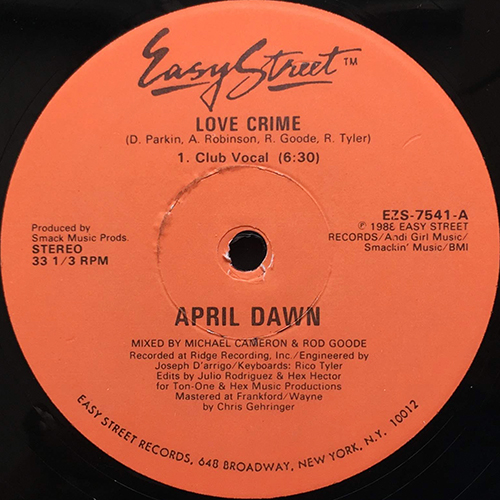 Easy Street™
LOVE CRIME
(D. Parkin, A. Robinson, R. Goode, R. Tyler)
1. Club Vocal (6:30)
Produced by
Smack Music Prods.
STEREO
33 1/3 RPM
EZS-7541-A
℗ 1988 EASY STREET
RECORDS/Andi Girl Music/
Smackin' Music/BMI
APRIL DAWN
MIXED BY MICHAEL CAMERON & ROD GOODE
Recorded at Ridge Recording, Inc./Engineered
by Joseph D'arrigo/Keyboards: Rico Tyler
Edits by Julio Rodriguez & Hex Hector
for Ton-One & Hex Music Productions
Mastered at Frankford/Wayne
by Chris Gehringer
EASY STREET RECORDS, 648 BROADWAY, NEW YORK, N.Y. 10012